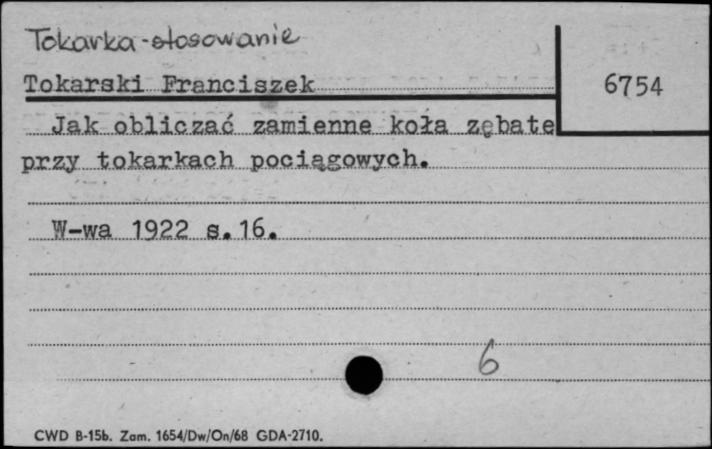 Tokarka-stosowanie
Tokarski Franciszek
6754
Jak obliczać zamienne koła zębate
przy tokarkach pociągowych.
W-wa 1922 s.16.
6
CWD B-15b. Zam. 1654/Dw/On/68 GDA-2710.